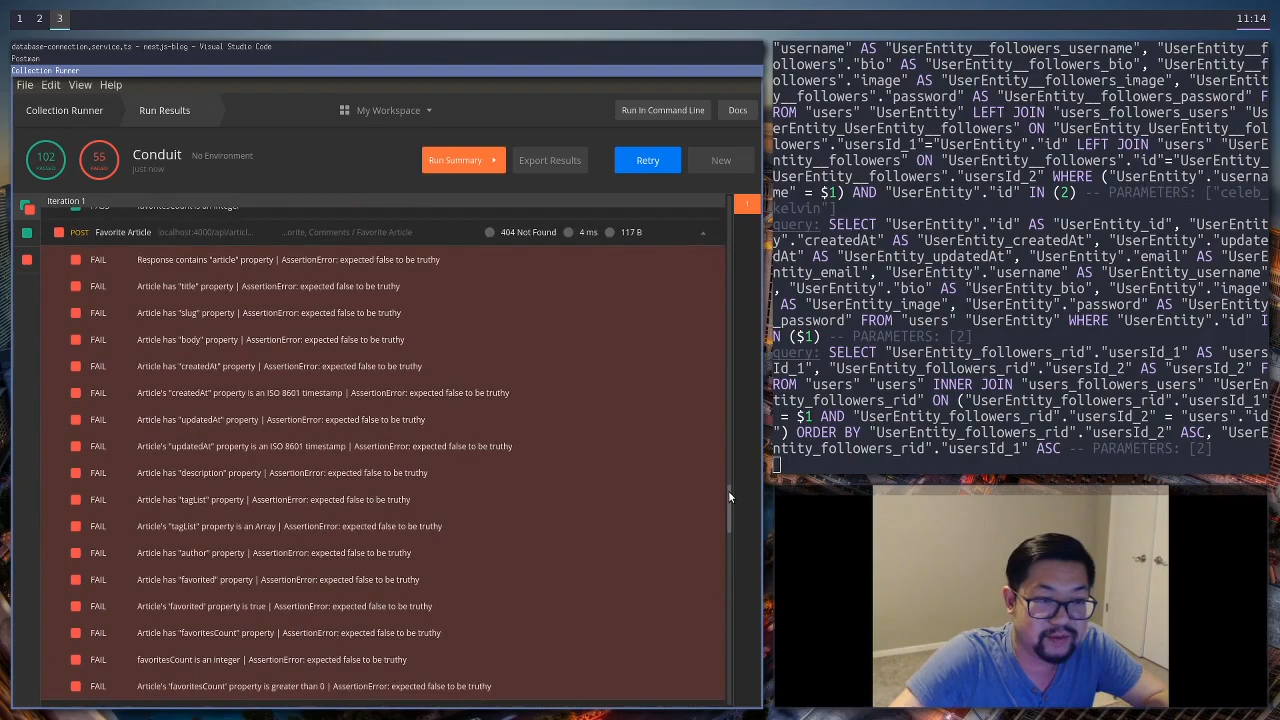 1 2 3
11:14
database-connection.service.ts - nestjs-blog - Visual Studio Code
Postman
Collection Runner
File Edit View Help
Collection Runner Run Results My Workspace Run In Command Line Docs
102 PASSED 55 FAILED Conduit No Environment just now Run Summary Export Results Retry New
Iteration 1
1
PASS favoritesCount is an integer
POST Favorite Article localhost:4000/api/articl... ...orite, Comments / Favorite Article 404 Not Found 4 ms 117 B
FAIL Response contains "article" property | AssertionError: expected false to be truthy
FAIL Article has "title" property | AssertionError: expected false to be truthy
FAIL Article has "slug" property | AssertionError: expected false to be truthy
FAIL Article has "body" property | AssertionError: expected false to be truthy
FAIL Article has "createdAt" property | AssertionError: expected false to be truthy
FAIL Article's "createdAt" property is an ISO 8601 timestamp | AssertionError: expected false to be truthy
FAIL Article has "updatedAt" property | AssertionError: expected false to be truthy
FAIL Article's "updatedAt" property is an ISO 8601 timestamp | AssertionError: expected false to be truthy
FAIL Article has "description" property | AssertionError: expected false to be truthy
FAIL Article has "tagList" property | AssertionError: expected false to be truthy
FAIL Article's "tagList" property is an Array | AssertionError: expected false to be truthy
FAIL Article has "author" property | AssertionError: expected false to be truthy
FAIL Article has "favorited" property | AssertionError: expected false to be truthy
FAIL Article's 'favorited' property is true | AssertionError: expected false to be truthy
FAIL Article has "favoritesCount" property | AssertionError: expected false to be truthy
FAIL favoritesCount is an integer | AssertionError: expected false to be truthy
FAIL Article's 'favoritesCount' property is greater than 0 | AssertionError: expected false to be truthy
"username" AS "UserEntity__followers_username", "UserEntity__f
ollowers"."bio" AS "UserEntity__followers_bio", "UserEntity__f
ollowers"."image" AS "UserEntity__followers_image", "UserEntit
y__followers"."password" AS "UserEntity__followers_password" F
ROM "users" "UserEntity" LEFT JOIN "users_followers_users" "Us
erEntity_UserEntity__followers" ON "UserEntity_UserEntity__fol
lowers"."usersId_1"="UserEntity"."id" LEFT JOIN "users" "UserE
ntity__followers" ON "UserEntity__followers"."id"="UserEntity_
UserEntity__followers"."usersId_2" WHERE ("UserEntity"."userna
me" = $1) AND "UserEntity"."id" IN (2) -- PARAMETERS: ["celeb_
kelvin"]
query: SELECT "UserEntity"."id" AS "UserEntity_id", "UserEntit
y"."createdAt" AS "UserEntity_createdAt", "UserEntity"."update
dAt" AS "UserEntity_updatedAt", "UserEntity"."email" AS "UserE
ntity_email", "UserEntity"."username" AS "UserEntity_username"
, "UserEntity"."bio" AS "UserEntity_bio", "UserEntity"."image"
AS "UserEntity_image", "UserEntity"."password" AS "UserEntity
_password" FROM "users" "UserEntity" WHERE "UserEntity"."id" I
N ($1) -- PARAMETERS: [2]
query: SELECT "UserEntity_followers_rid"."usersId_1" AS "users
Id_1", "UserEntity_followers_rid"."usersId_2" AS "usersId_2" F
ROM "users" "users" INNER JOIN "users_followers_users" "UserEn
tity_followers_rid" ON ("UserEntity_followers_rid"."usersId_1"
= $1 AND "UserEntity_followers_rid"."usersId_2" = "users"."id"
) ORDER BY "UserEntity_followers_rid"."usersId_2" ASC, "UserE
ntity_followers_rid"."usersId_1" ASC -- PARAMETERS: [2]